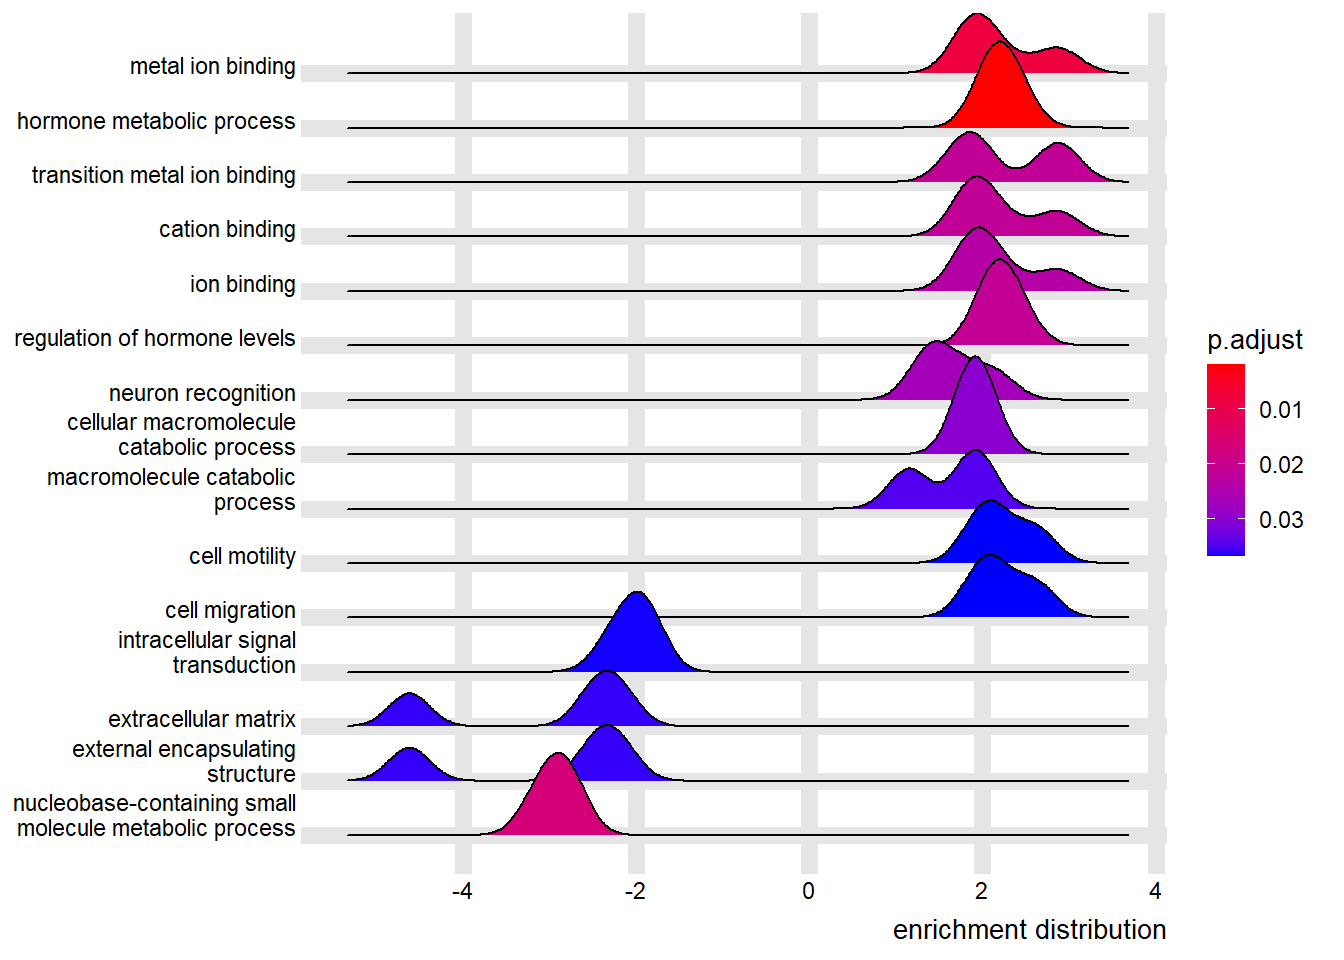 metal ion binding
hormone metabolic process
transition metal ion binding
cation binding
ion binding
regulation of hormone levels
neuron recognition
cellular macromolecule
catabolic process
macromolecule catabolic
process
cell motility
cell migration
intracellular signal
transduction
extracellular matrix
external encapsulating
structure
nucleobase-containing small
molecule metabolic process
-4
-2
0
2
4
enrichment distribution
p.adjust
0.01
0.02
0.03